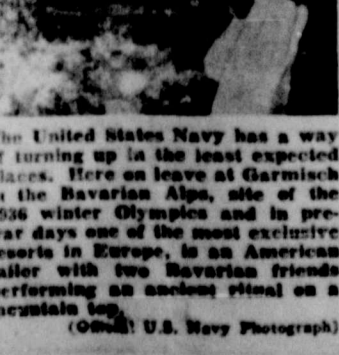 he United States Navy has a way
f turning up in the least expected
laces. Here on leave at Garmisch
n the Bavarian Alps, site of the
936 winter Olympics and in pre-
ar days one of the most exclusive
esorts in Europe, is an American
ailor with two Bavarian friends
erforming an ancient ritual on a
mountain top.
(Official U.S. Navy Photograph)